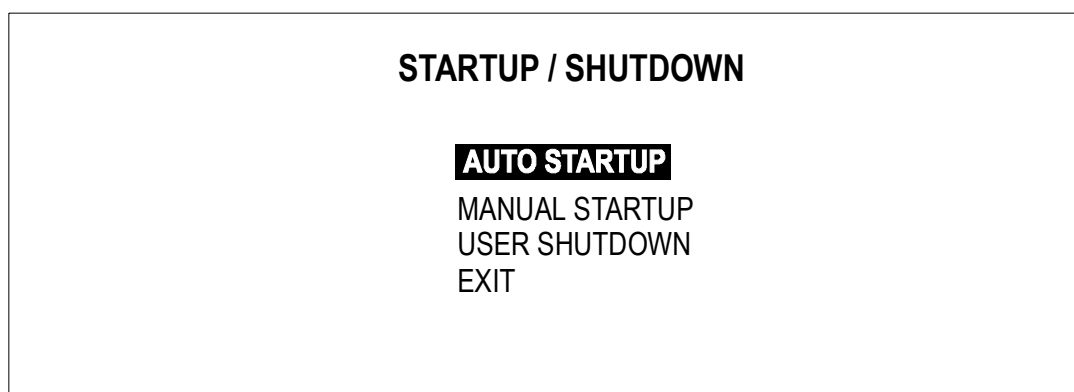 STARTUP / SHUTDOWN
AUTO STARTUP
MANUAL STARTUP
USER SHUTDOWN
EXIT